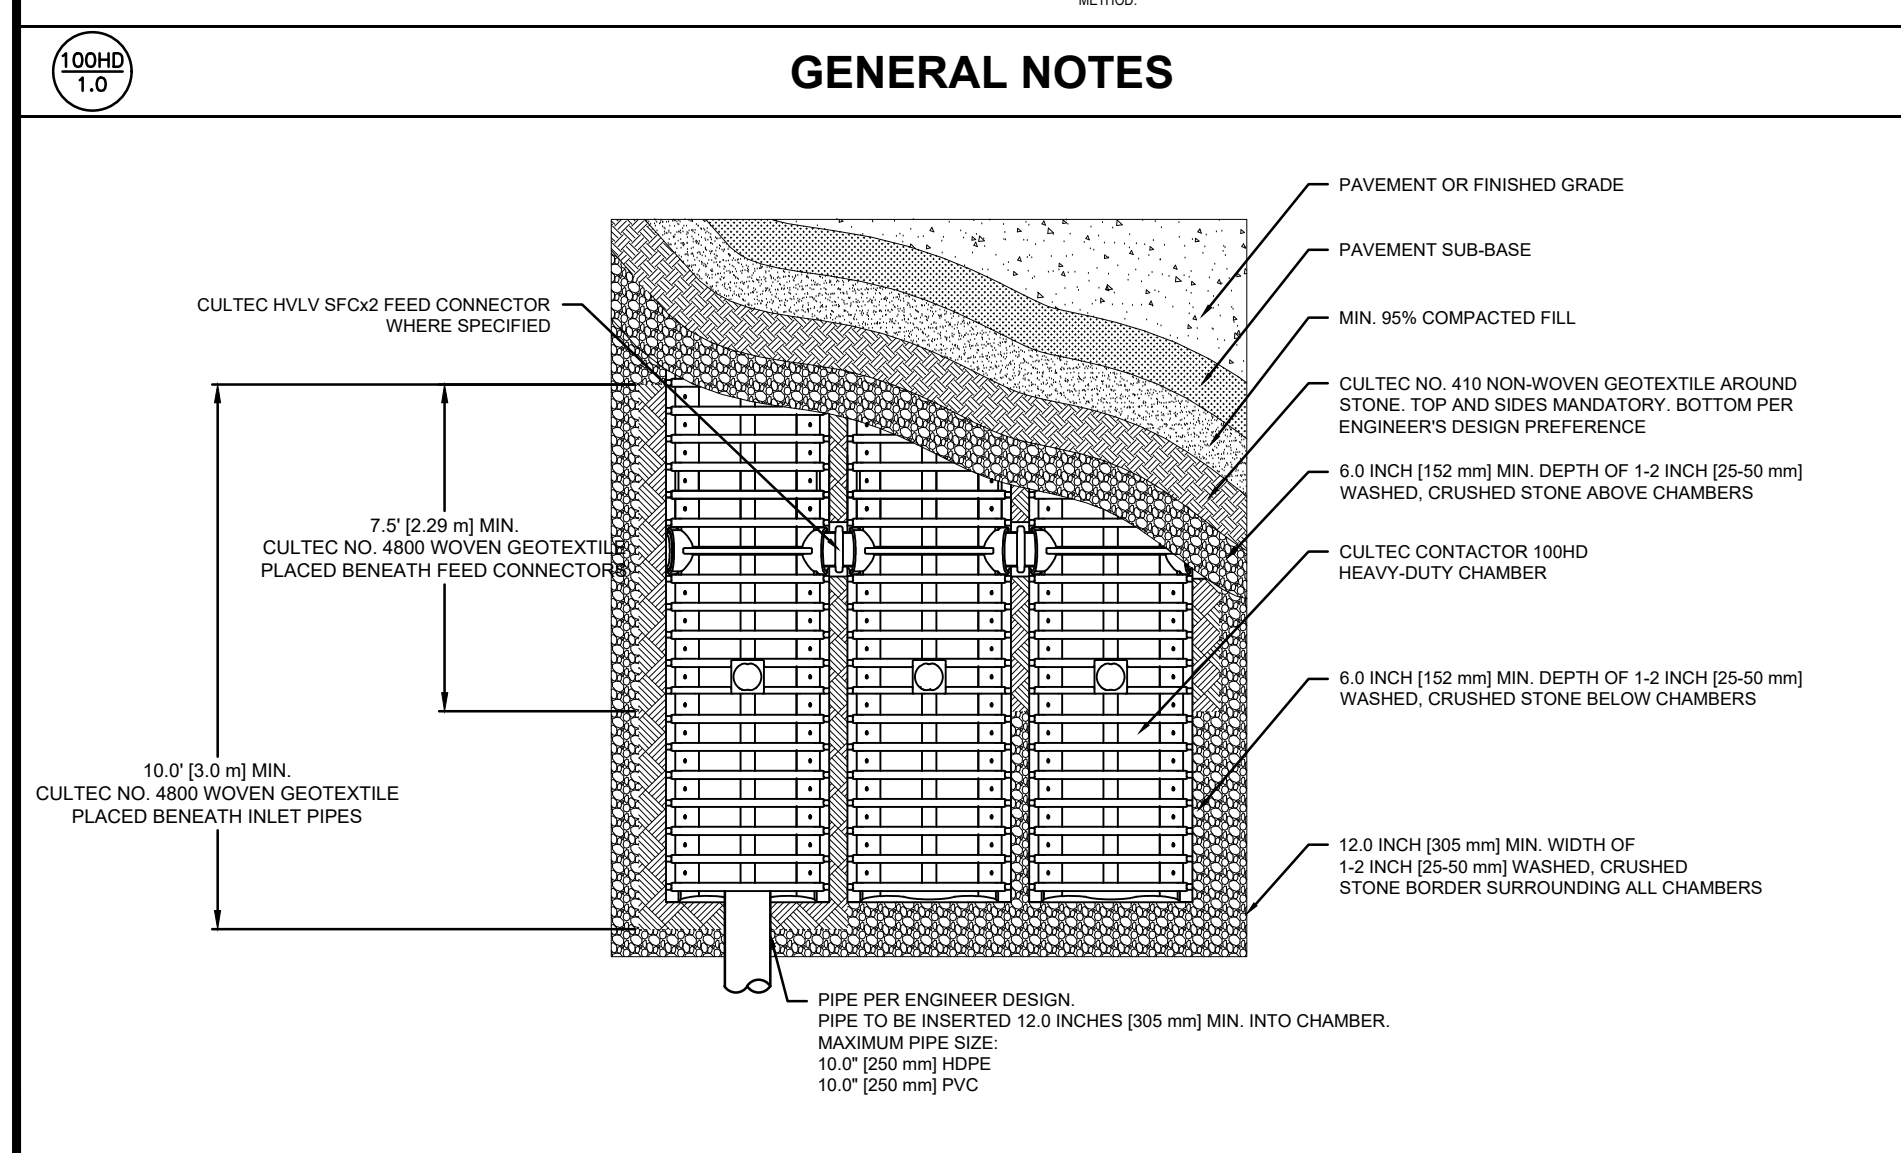 METHOD.
100HD
1.0
GENERAL NOTES
PAVEMENT OR FINISHED GRADE
PAVEMENT SUB-BASE
MIN. 95% COMPACTED FILL
CULTEC NO. 410 NON-WOVEN GEOTEXTILE AROUND
STONE. TOP AND SIDES MANDATORY. BOTTOM PER
ENGINEER'S DESIGN PREFERENCE
6.0 INCH [152 mm] MIN. DEPTH OF 1-2 INCH [25-50 mm]
WASHED, CRUSHED STONE ABOVE CHAMBERS
CULTEC CONTACTOR 100HD
HEAVY-DUTY CHAMBER
6.0 INCH [152 mm] MIN. DEPTH OF 1-2 INCH [25-50 mm]
WASHED, CRUSHED STONE BELOW CHAMBERS
12.0 INCH [305 mm] MIN. WIDTH OF
1-2 INCH [25-50 mm] WASHED, CRUSHED
STONE BORDER SURROUNDING ALL CHAMBERS
CULTEC HVLV SFCx2 FEED CONNECTOR
WHERE SPECIFIED
7.5' [2.29 m] MIN.
CULTEC NO. 4800 WOVEN GEOTEXTILE
PLACED BENEATH FEED CONNECTORS
10.0' [3.0 m] MIN.
CULTEC NO. 4800 WOVEN GEOTEXTILE
PLACED BENEATH INLET PIPES
PIPE PER ENGINEER DESIGN.
PIPE TO BE INSERTED 12.0 INCHES [305 mm] MIN. INTO CHAMBER.
MAXIMUM PIPE SIZE:
10.0" [250 mm] HDPE
10.0" [250 mm] PVC